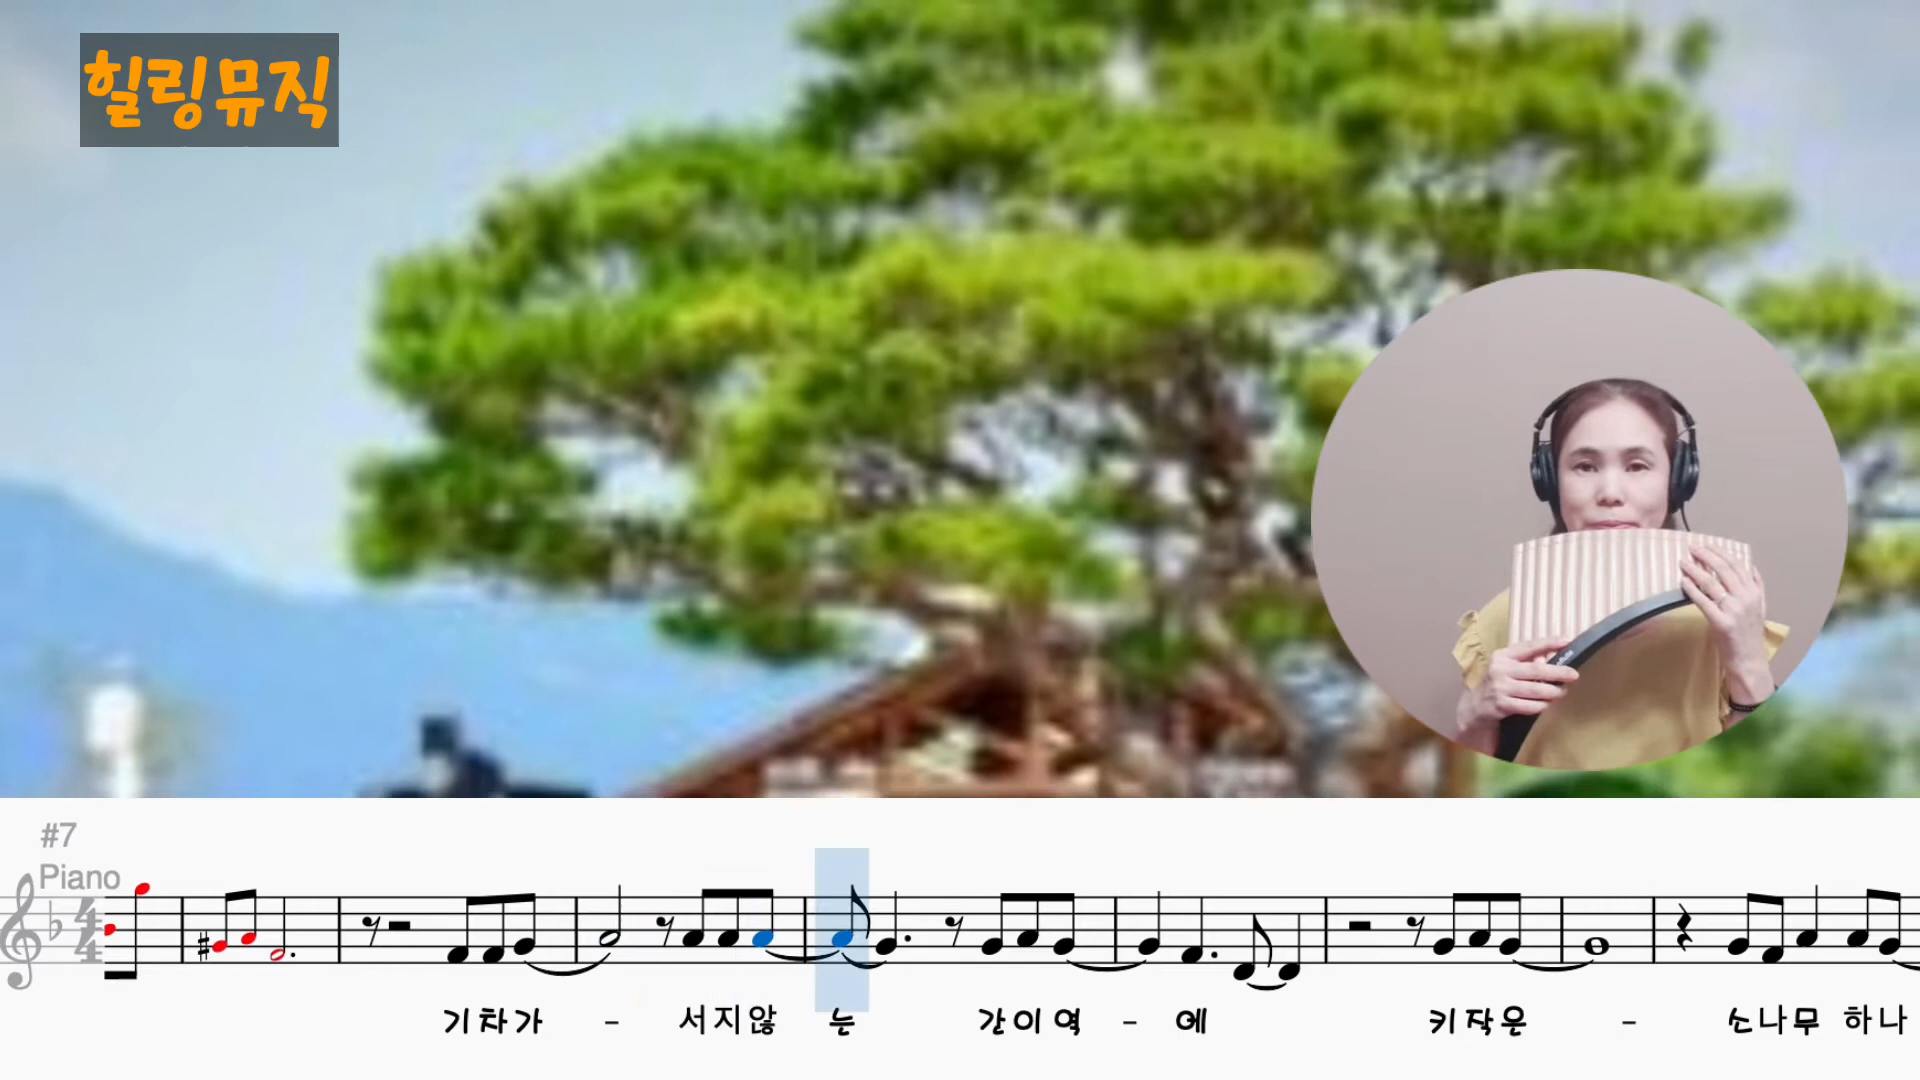 힐링뮤직
#7
Piano
기차가 - 서지않 는 간이역 - 에 키작은 - 소나무 하나